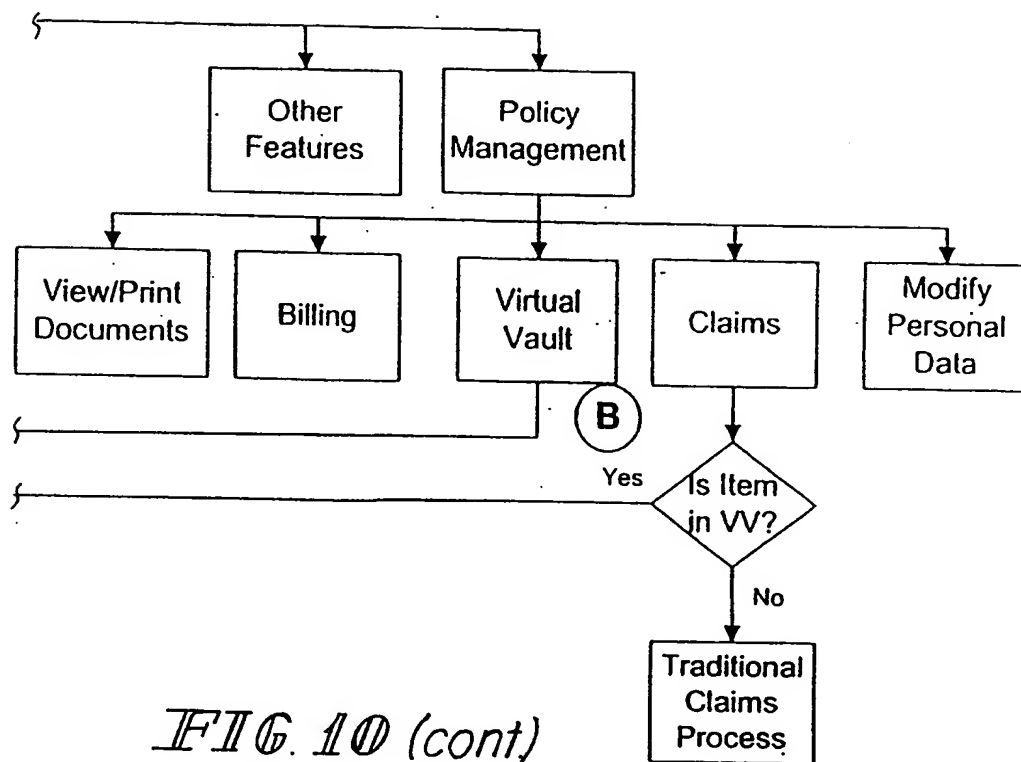 Other
Features
Policy
Management
View/Print
Documents
Billing
Virtual
Vault
Claims
Modify
Personal
Data
B
Yes
Is Item
in VV?
No
Traditional
Claims
Process
FIG. 10 (cont)